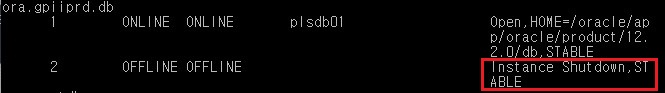 ora.gpiiprd.db
1 ONLINE ONLINE plsdb01 Open,HOME=/oracle/ap
p/oracle/product/12.
2.0/db,STABLE
2 OFFLINE OFFLINE Instance Shutdown,ST
ABLE